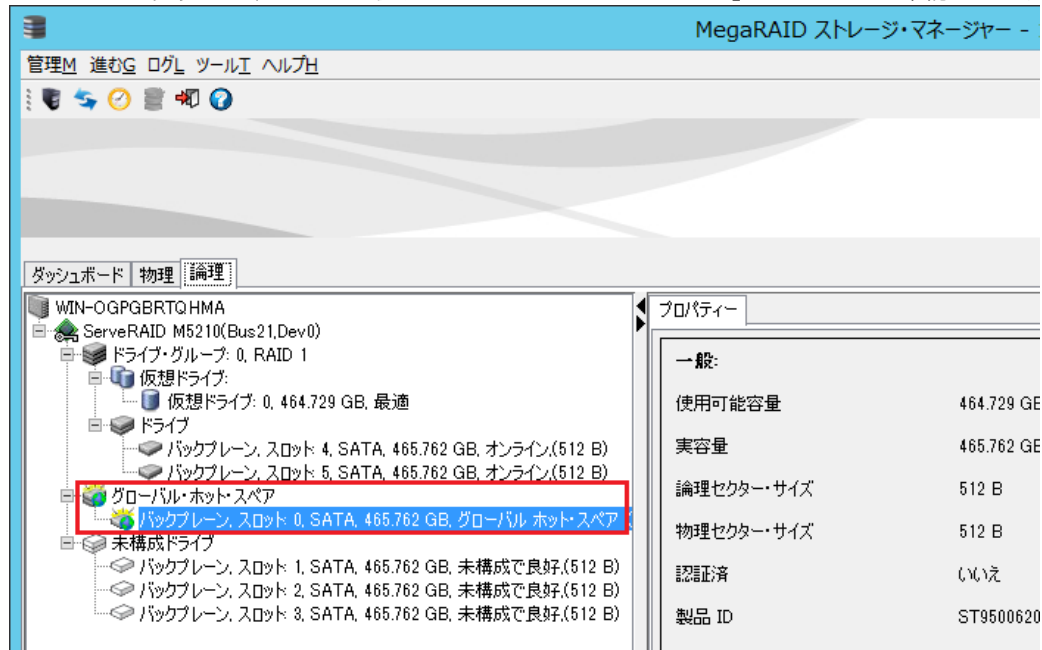 MegaRAID ストレージ・マネージャー -
管理M 進むG ログL ツールT ヘルプH
ダッシュボード 物理 論理
WIN-OGPGBRTQHMA
ServeRAID M5210(Bus21,Dev0)
ドライブ・グループ: 0, RAID 1
仮想ドライブ:
仮想ドライブ: 0, 464.729 GB, 最適
ドライブ
バックプレーン, スロット 4, SATA, 465.762 GB, オンライン,(512 B)
バックプレーン, スロット 5, SATA, 465.762 GB, オンライン,(512 B)
グローバル・ホット・スペア
バックプレーン, スロット 0, SATA, 465.762 GB, グローバル ホット・スペア
未構成ドライブ
バックプレーン, スロット 1, SATA, 465.762 GB, 未構成で良好,(512 B)
バックプレーン, スロット 2, SATA, 465.762 GB, 未構成で良好,(512 B)
バックプレーン, スロット 3, SATA, 465.762 GB, 未構成で良好,(512 B)
プロパティー
一般:
使用可能容量 464.729 GB
実容量 465.762 GB
論理セクター・サイズ 512 B
物理セクター・サイズ 512 B
認証済 いいえ
製品 ID ST9500620